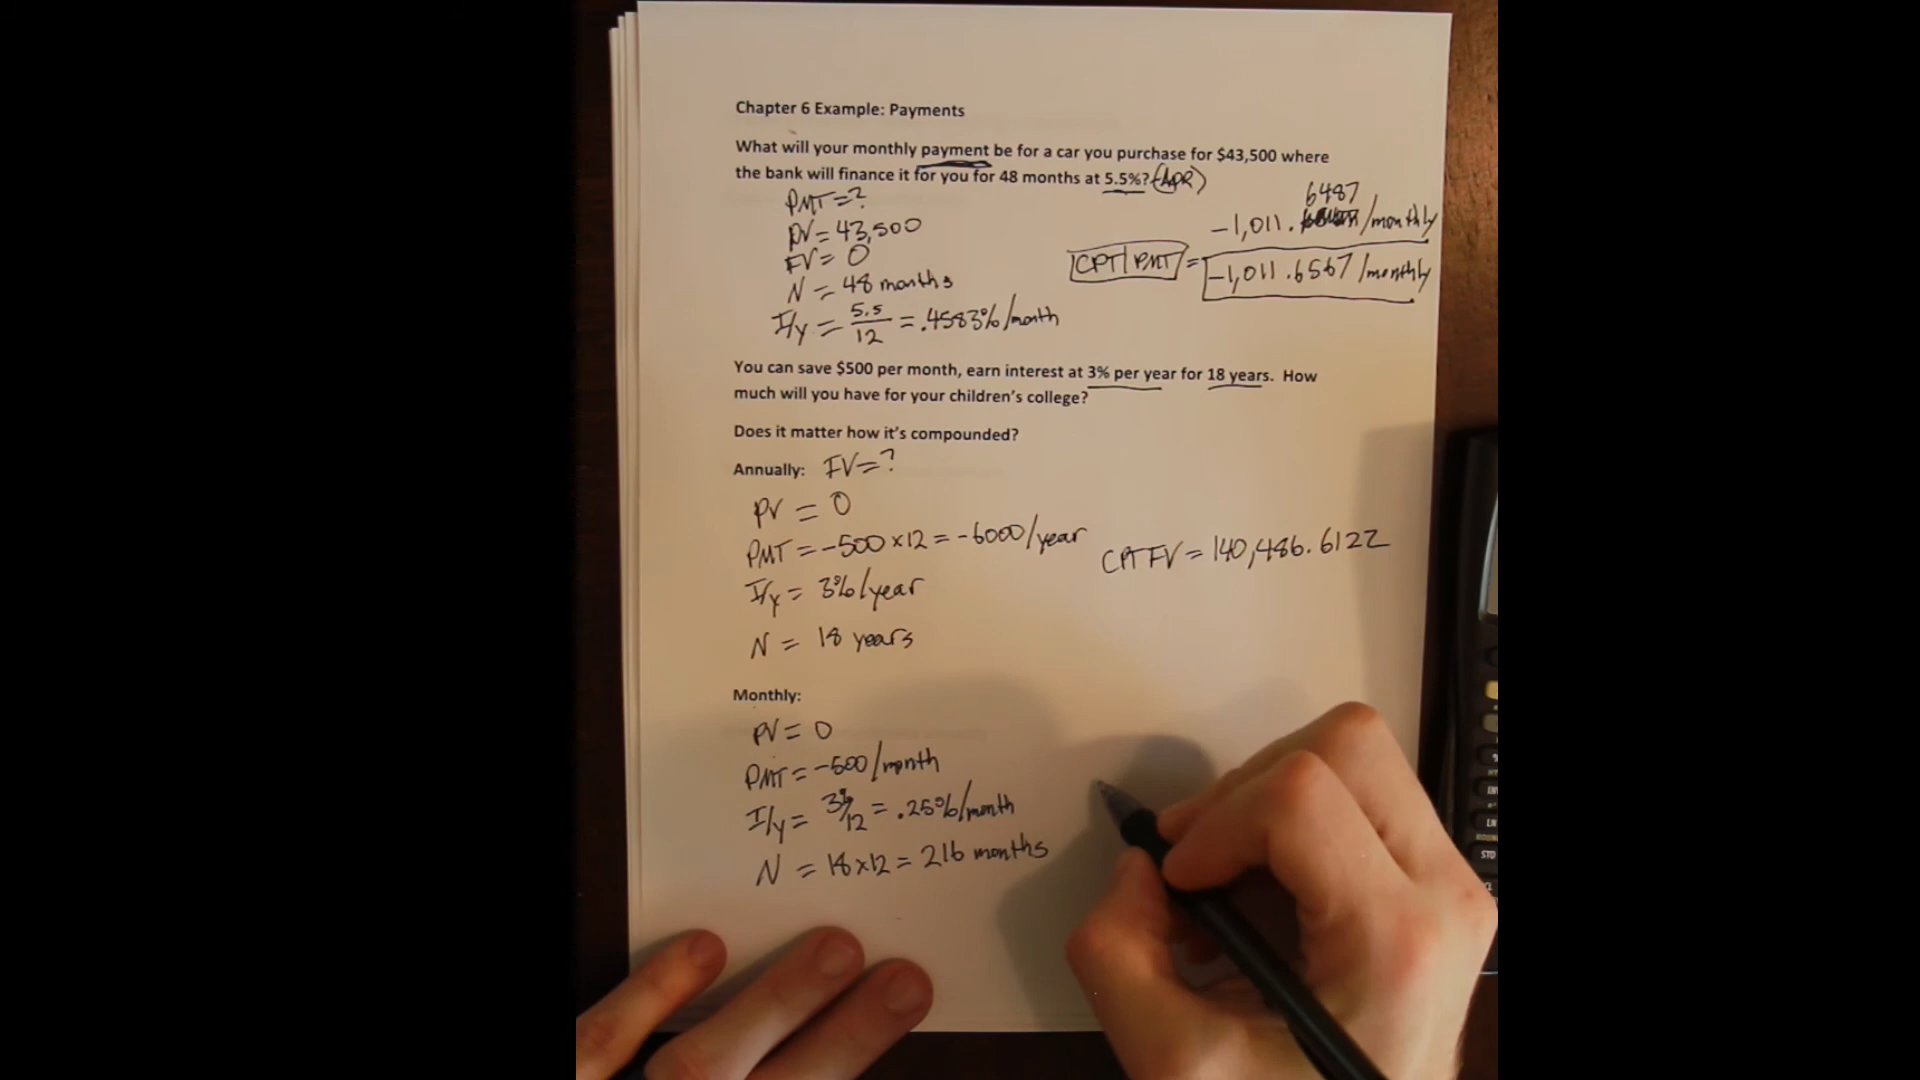 Chapter 6 Example: Payments
What will your monthly payment be for a car you purchase for $43,500 where
the bank will finance it for you for 48 months at 5.5%? (APR)
PMT = ?
PV = 43,500
FV = 0
N = 48 months
I/Y = 5.5/12 = .4583%/month
6487
-1,011. /monthly
CPT PMT = -1,011.6567/monthly
You can save $500 per month, earn interest at 3% per year for 18 years. How
much will you have for your children's college?
Does it matter how it's compounded?
Annually: FV = ?
PV = 0
PMT = -500 x 12 = -6000/year
CPT FV = 140,486.6122
I/Y = 3%/year
N = 18 years
Monthly:
PV = 0
PMT = -500/month
I/Y = 3%/12 = .25%/month
N = 18x12 = 216 months
STO